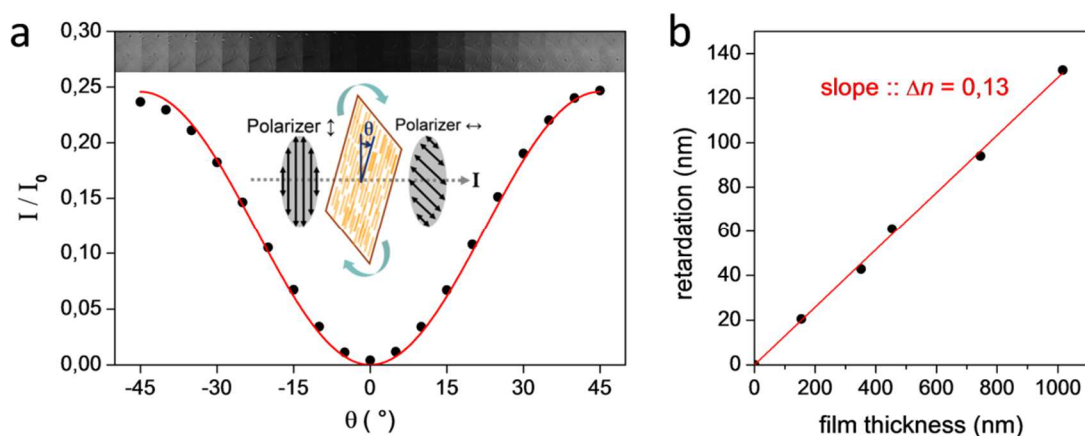 a
I / I₀
0,30
0,25
0,20
0,15
0,10
0,05
0,00
Polarizer ↕
θ
Polarizer ↔
I
-45 -30 -15 0 15 30 45
θ ( ° )
b
retardation (nm)
140
120
100
80
60
40
20
0
slope :: Δn = 0,13
0 200 400 600 800 1000
film thickness (nm)